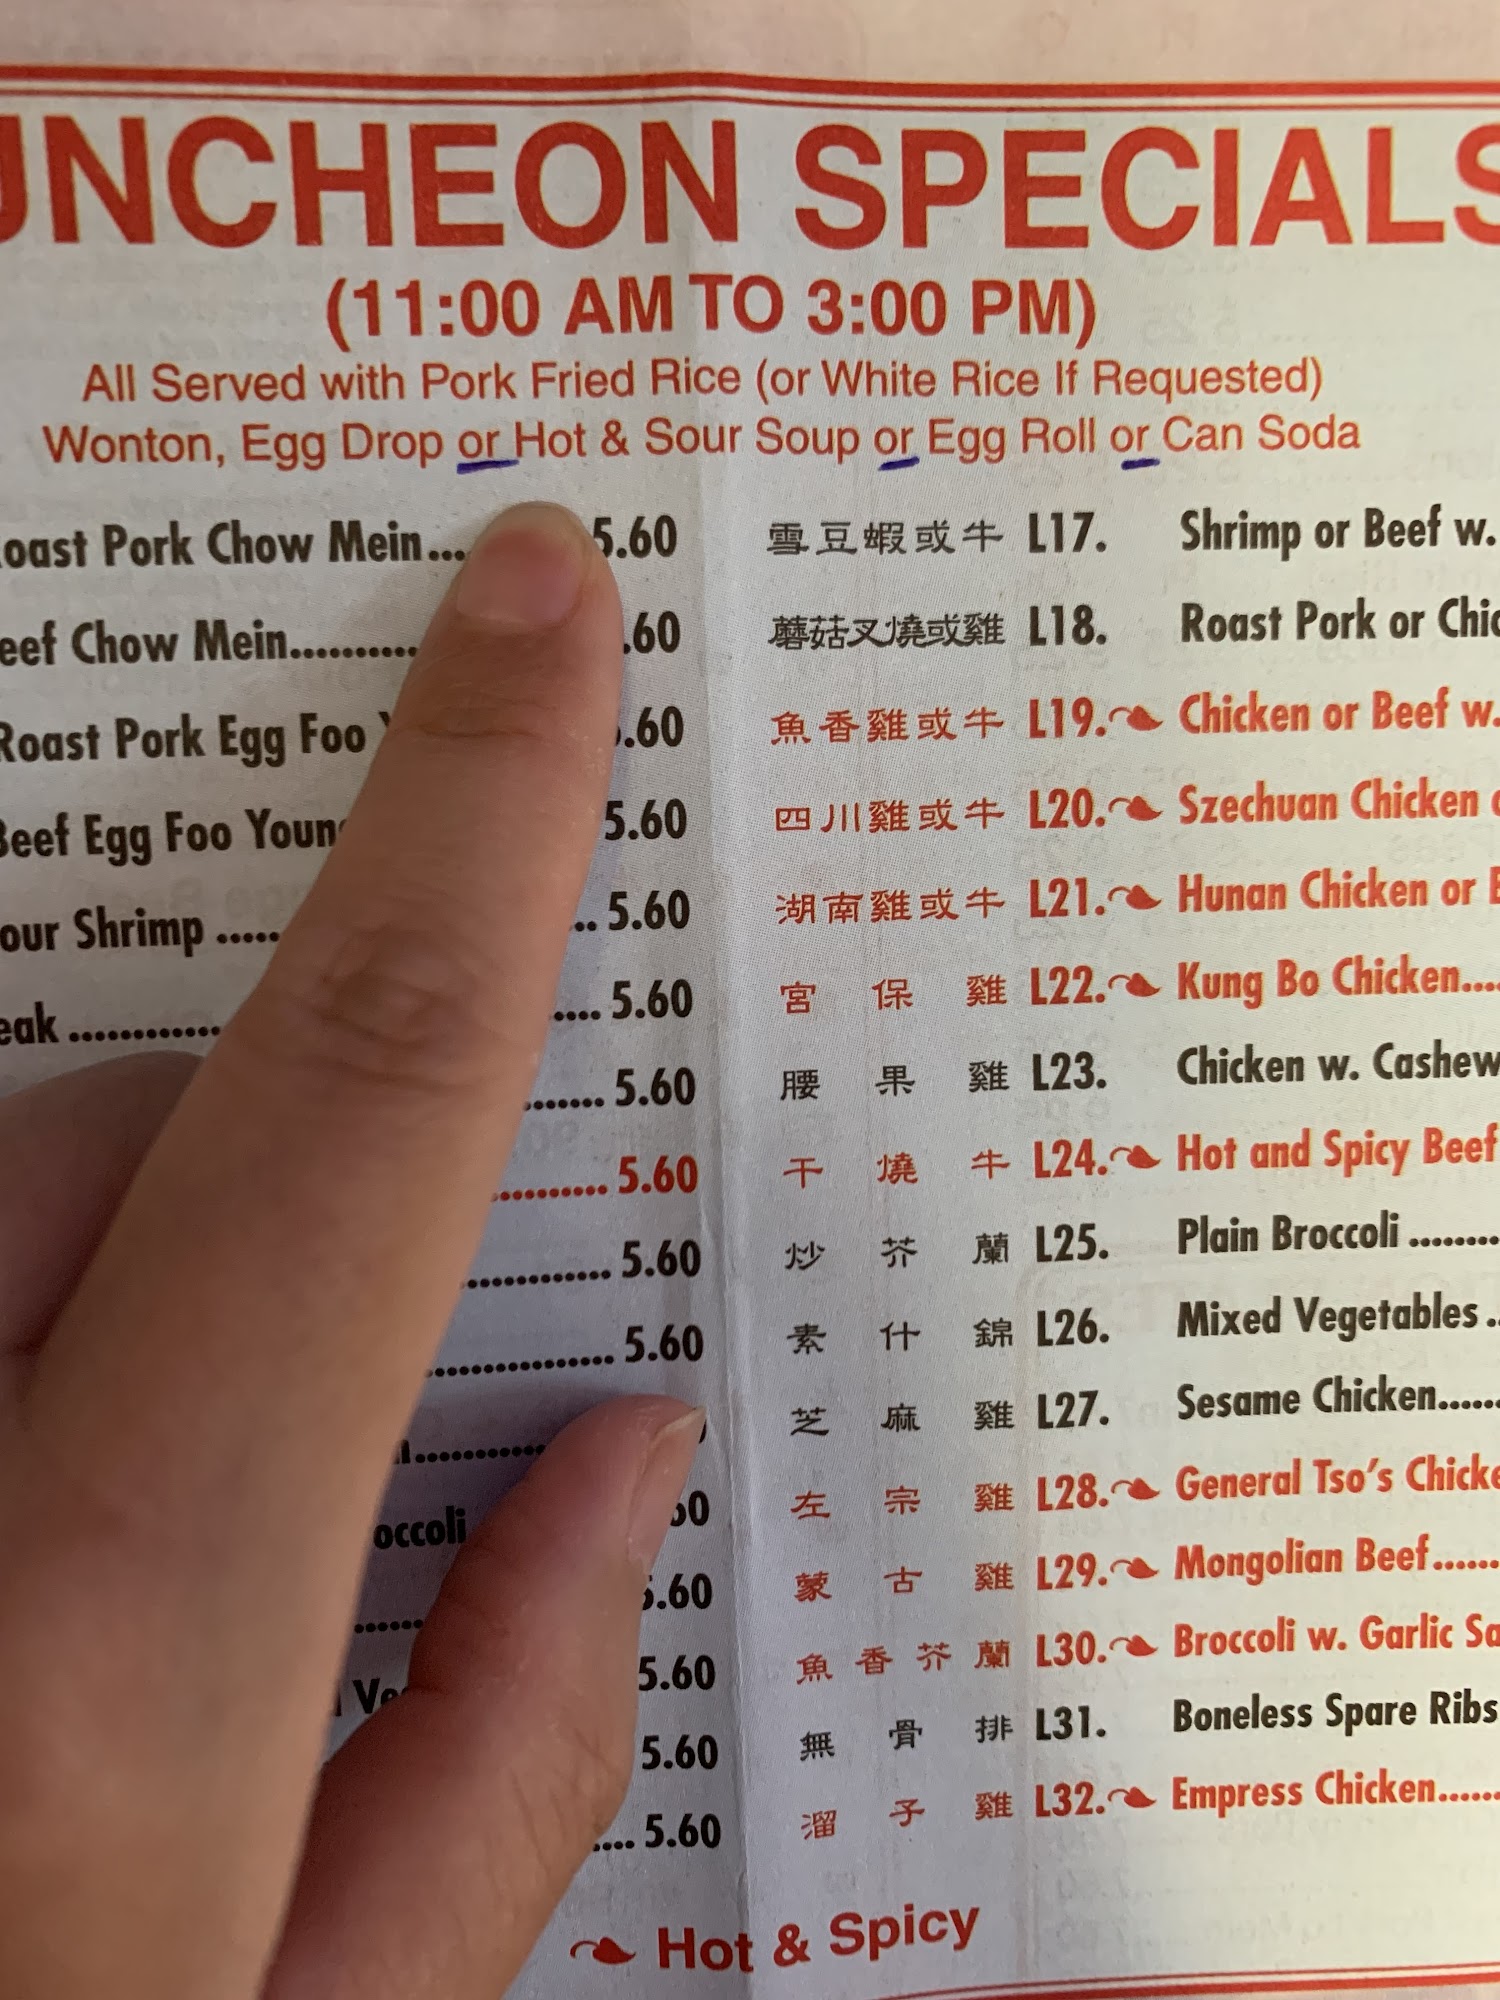 UNCHEON SPECIALS
(11:00 AM TO 3:00 PM)
All Served with Pork Fried Rice (or White Rice If Requested)
Wonton, Egg Drop or Hot & Sour Soup or Egg Roll or Can Soda
oast Pork Chow Mein... 5.60
eef Chow Mein.......... .60
Roast Pork Egg Foo .60
Beef Egg Foo Youn 5.60
our Shrimp ..... .. 5.60
eak ............ .... 5.60
....... 5.60
.......... 5.60
............ 5.60
............... 5.60
occoli 60
5.60
5.60
5.60
.... 5.60
雪豆蝦或牛 L17. Shrimp or Beef w.
蘑菇叉燒或雞 L18. Roast Pork or Chic
魚香雞或牛 L19. Chicken or Beef w.
四川雞或牛 L20. Szechuan Chicken
湖南雞或牛 L21. Hunan Chicken or
宮保雞 L22. Kung Bo Chicken....
腰果雞 L23. Chicken w. Cashew
干燒牛 L24. Hot and Spicy Beef
炒芥蘭 L25. Plain Broccoli ........
素什錦 L26. Mixed Vegetables ..
芝麻雞 L27. Sesame Chicken......
左宗雞 L28. General Tso's Chicke
蒙古雞 L29. Mongolian Beef......
魚香芥蘭 L30. Broccoli w. Garlic Sa
無骨排 L31. Boneless Spare Ribs
溜子雞 L32. Empress Chicken......
Hot & Spicy